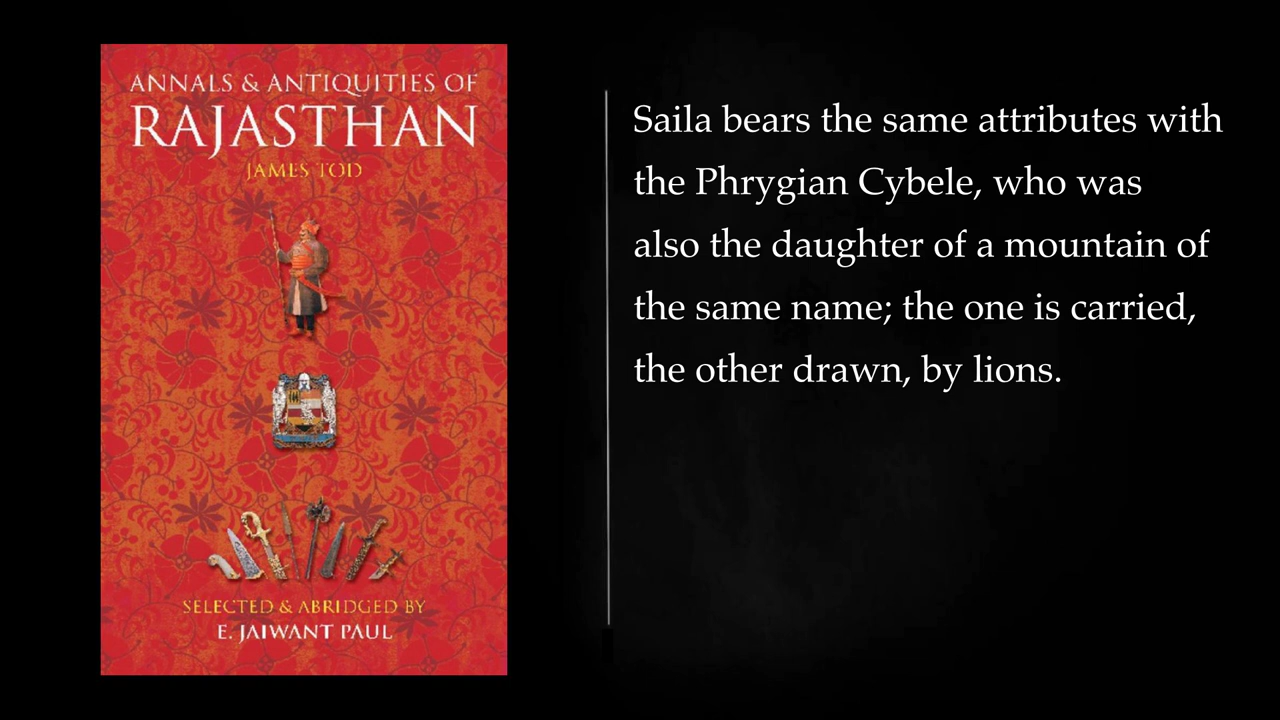 ANNALS & ANTIQUITIES OF
RAJASTHAN
JAMES TOD
SELECTED & ABRIDGED BY
E. JAIWANT PAUL
Saila bears the same attributes with
the Phrygian Cybele, who was
also the daughter of a mountain of
the same name; the one is carried,
the other drawn, by lions.